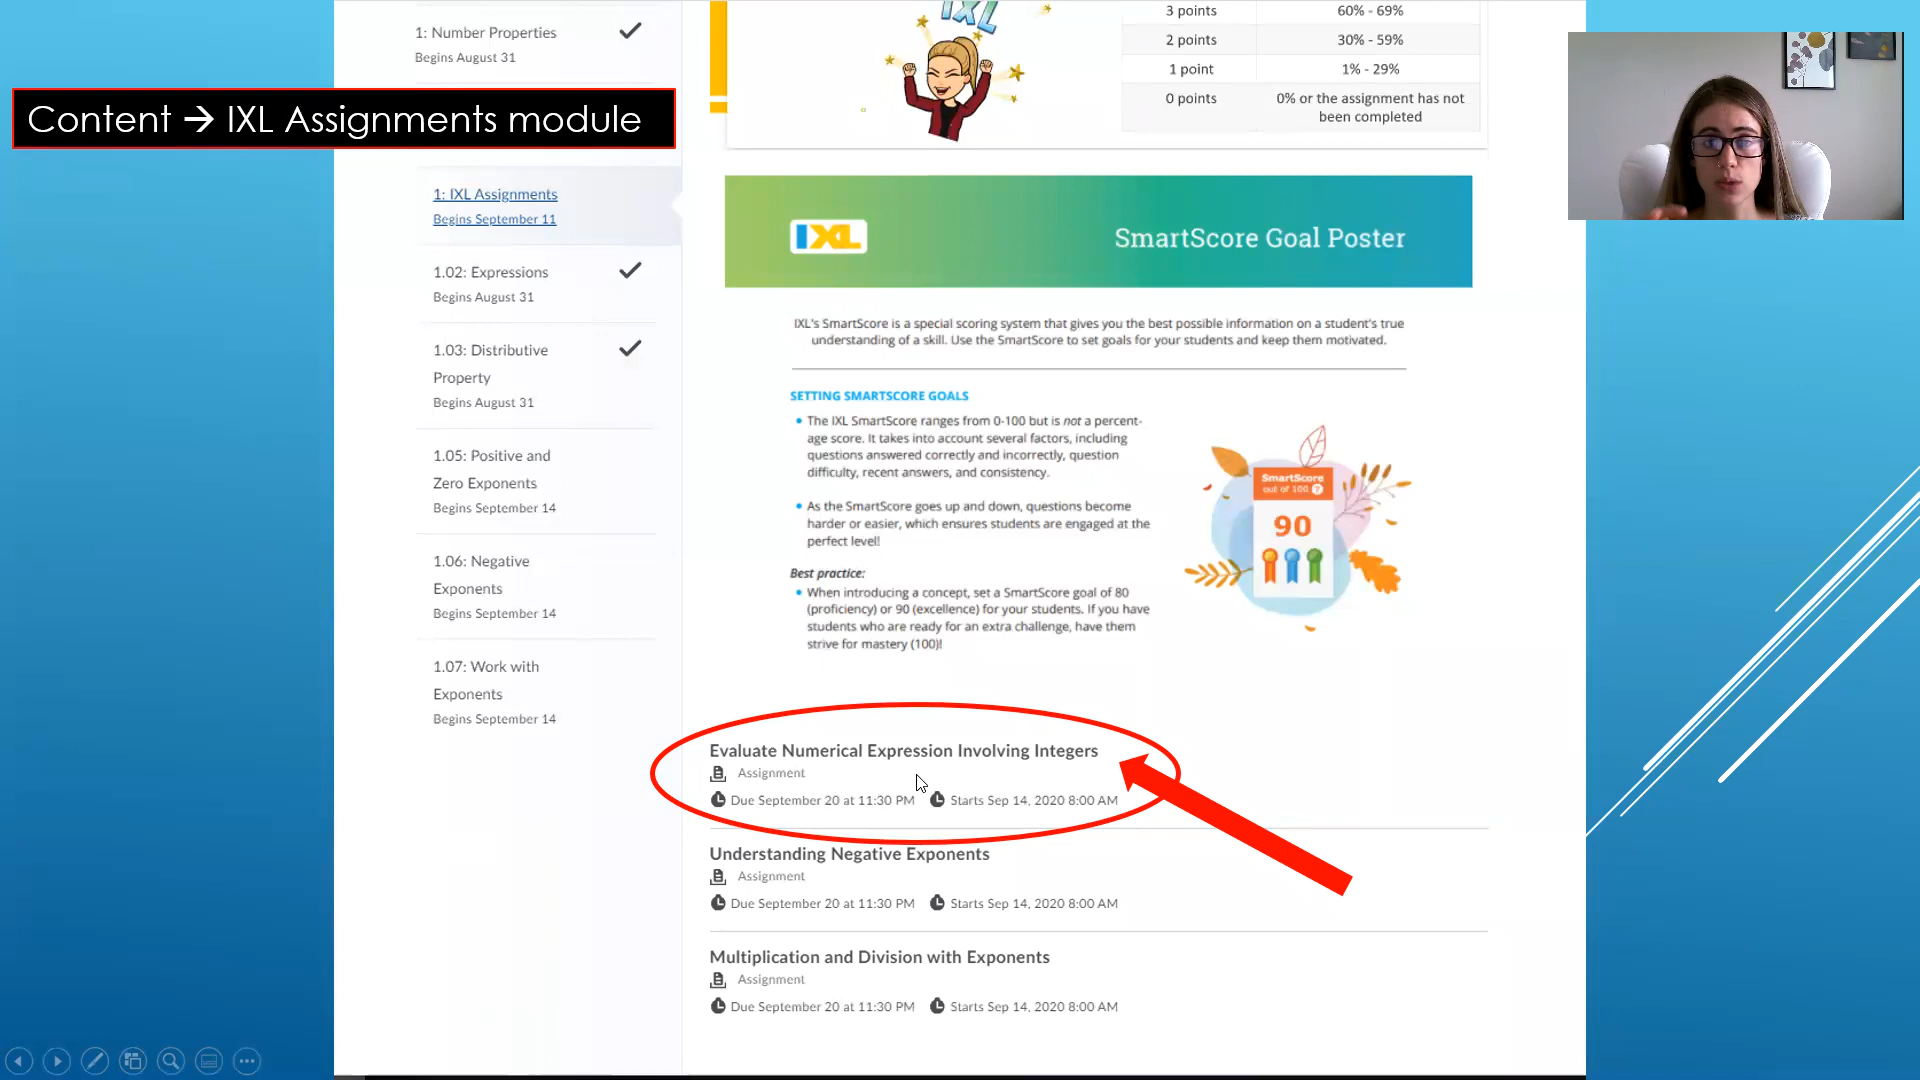 1: Number Properties
Begins August 31
Content → IXL Assignments module
1: IXL Assignments
Begins September 11
1.02: Expressions
Begins August 31
1.03: Distributive
Property
Begins August 31
1.05: Positive and
Zero Exponents
Begins September 14
1.06: Negative
Exponents
Begins September 14
1.07: Work with
Exponents
Begins September 14
IXL
3 points 60% - 69%
2 points 30% - 59%
1 point 1% - 29%
0 points 0% or the assignment has not
been completed
IXL
SmartScore Goal Poster
IXL's SmartScore is a special scoring system that gives you the best possible information on a student's true
understanding of a skill. Use the SmartScore to set goals for your students and keep them motivated.
SETTING SMARTSCORE GOALS
• The IXL SmartScore ranges from 0-100 but is not a percent-
age score. It takes into account several factors, including
questions answered correctly and incorrectly, question
difficulty, recent answers, and consistency.
• As the SmartScore goes up and down, questions become
harder or easier, which ensures students are engaged at the
perfect level!
Best practice:
• When introducing a concept, set a SmartScore goal of 80
(proficiency) or 90 (excellence) for your students. If you have
students who are ready for an extra challenge, have them
strive for mastery (100)!
SmartScore
out of 100 ?
90
Evaluate Numerical Expression Involving Integers
Assignment
Due September 20 at 11:30 PM Starts Sep 14, 2020 8:00 AM
Understanding Negative Exponents
Assignment
Due September 20 at 11:30 PM Starts Sep 14, 2020 8:00 AM
Multiplication and Division with Exponents
Assignment
Due September 20 at 11:30 PM Starts Sep 14, 2020 8:00 AM